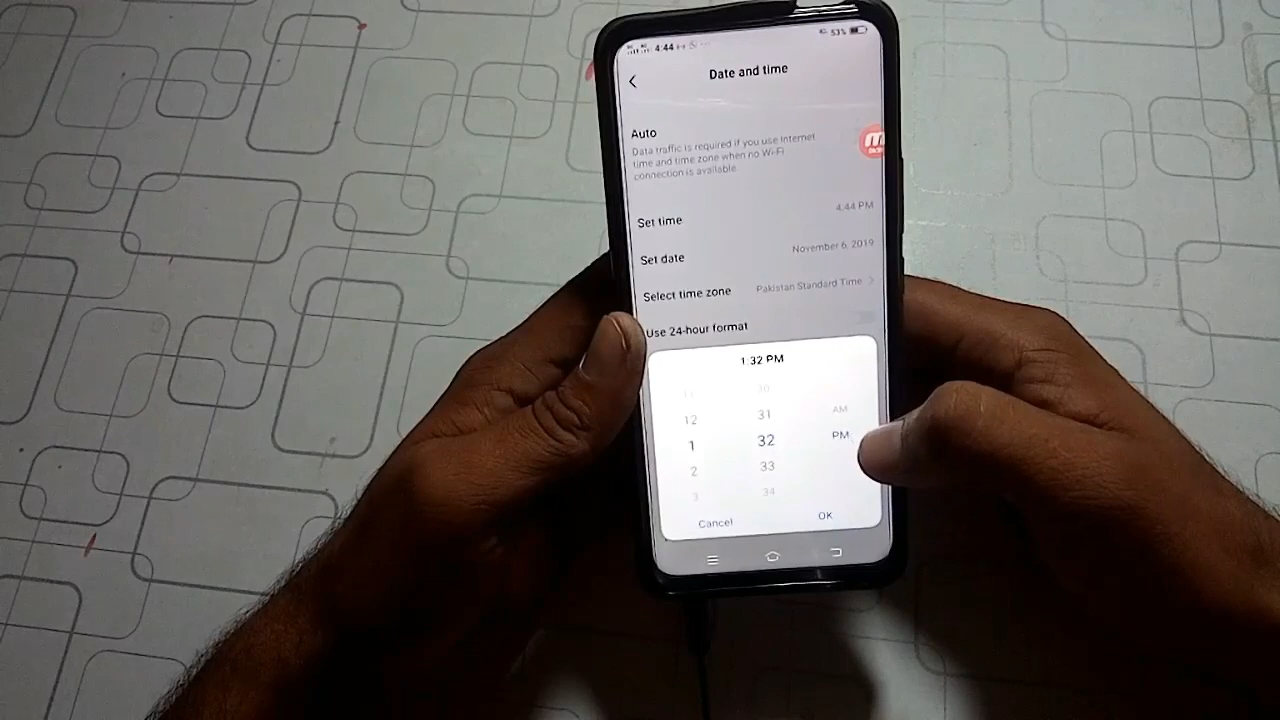 4:44
53%
Date and time
Auto
Data traffic is required if you use Internet
time and time zone when no Wi-Fi
connection is available.
Set time 4:44 PM
Set date November 6, 2019
Select time zone Pakistan Standard Time
Use 24-hour format
1:32 PM
11 30
12 31 AM
1 32 PM
2 33
3 34
Cancel OK